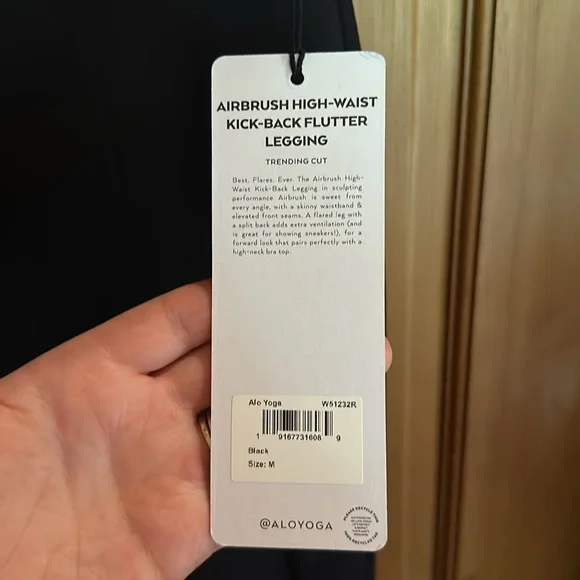 AIRBRUSH HIGH-WAIST
KICK-BACK FLUTTER
LEGGING
TRENDING CUT
Best. Flares. Ever. The Airbrush High-
Waist Kick-Back Legging in sculpting
performance Airbrush is sweet from
every angle, with a skinny waistband &
elevated front seams. A flared leg with
a split back adds extra ventilation (and
is great for showing sneakers!), for a
forward look that pairs perfectly with a
high-neck bra top.
Alo Yoga W51232R
1 9167731608 9
Black
Size: M
@ALOYOGA
PLEASE RECYCLE